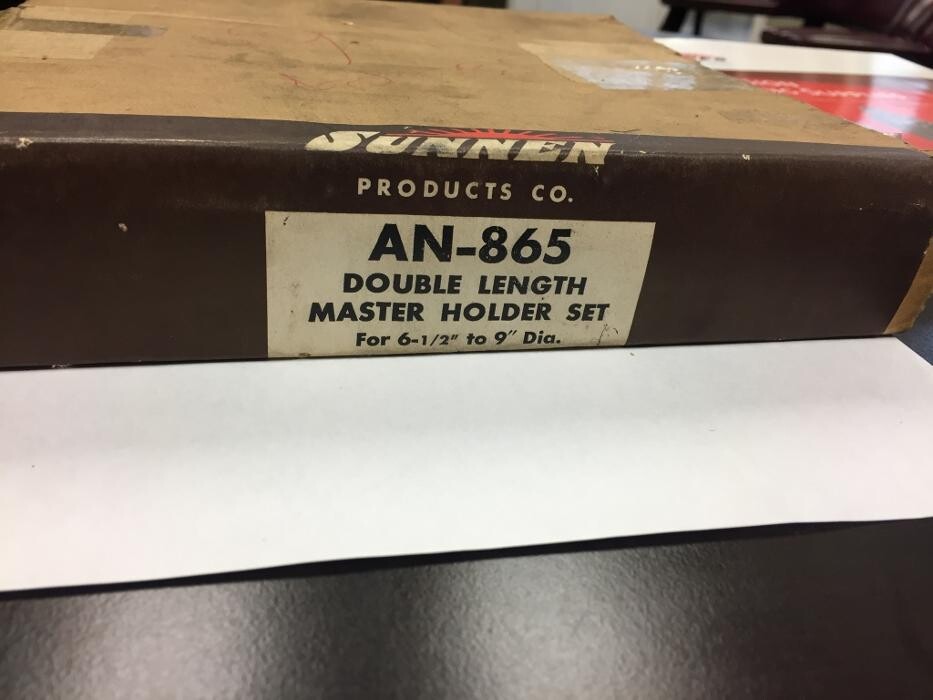 SUNNEN
PRODUCTS CO.
AN-865
DOUBLE LENGTH
MASTER HOLDER SET
For 6-1/2" to 9" Dia.